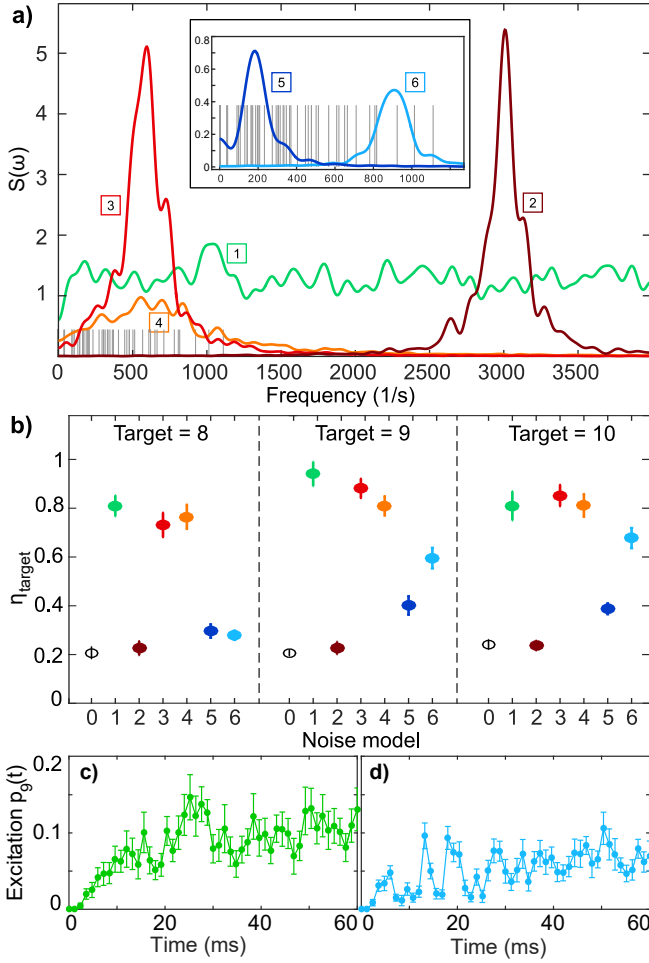 a)
S(ω)
5
4
3
2
1
0.8
0.6
0.4
0.2
0
0 200 400 600 800 1000
5
6
3
2
1
4
0 500 1000 1500 2000 2500 3000 3500
Frequency (1/s)
b)
Target = 8 Target = 9 Target = 10
ηtarget
1
0.8
0.6
0.4
0.2
0
0 1 2 3 4 5 6 0 1 2 3 4 5 6 0 1 2 3 4 5 6
Noise model
c)
d)
Excitation p9(t)
0.2
0.1
0
0 20 40 60 0 20 40 60
Time (ms) Time (ms)